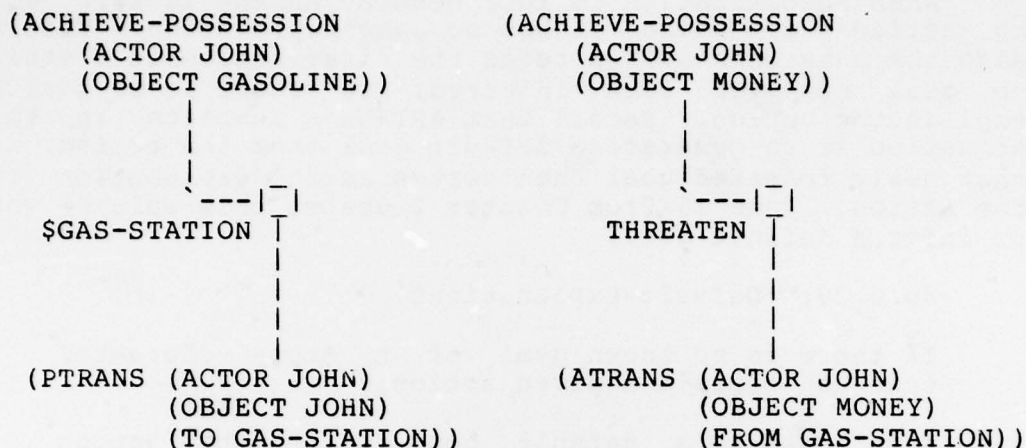 (ACHIEVE-POSSESSION (ACHIEVE-POSSESSION
(ACTOR JOHN) (ACTOR JOHN)
(OBJECT GASOLINE)) (OBJECT MONEY))
$GAS-STATION THREATEN
(PTRANS (ACTOR JOHN) (ATRANS (ACTOR JOHN)
(OBJECT JOHN) (OBJECT MONEY)
(TO GAS-STATION)) (FROM GAS-STATION))